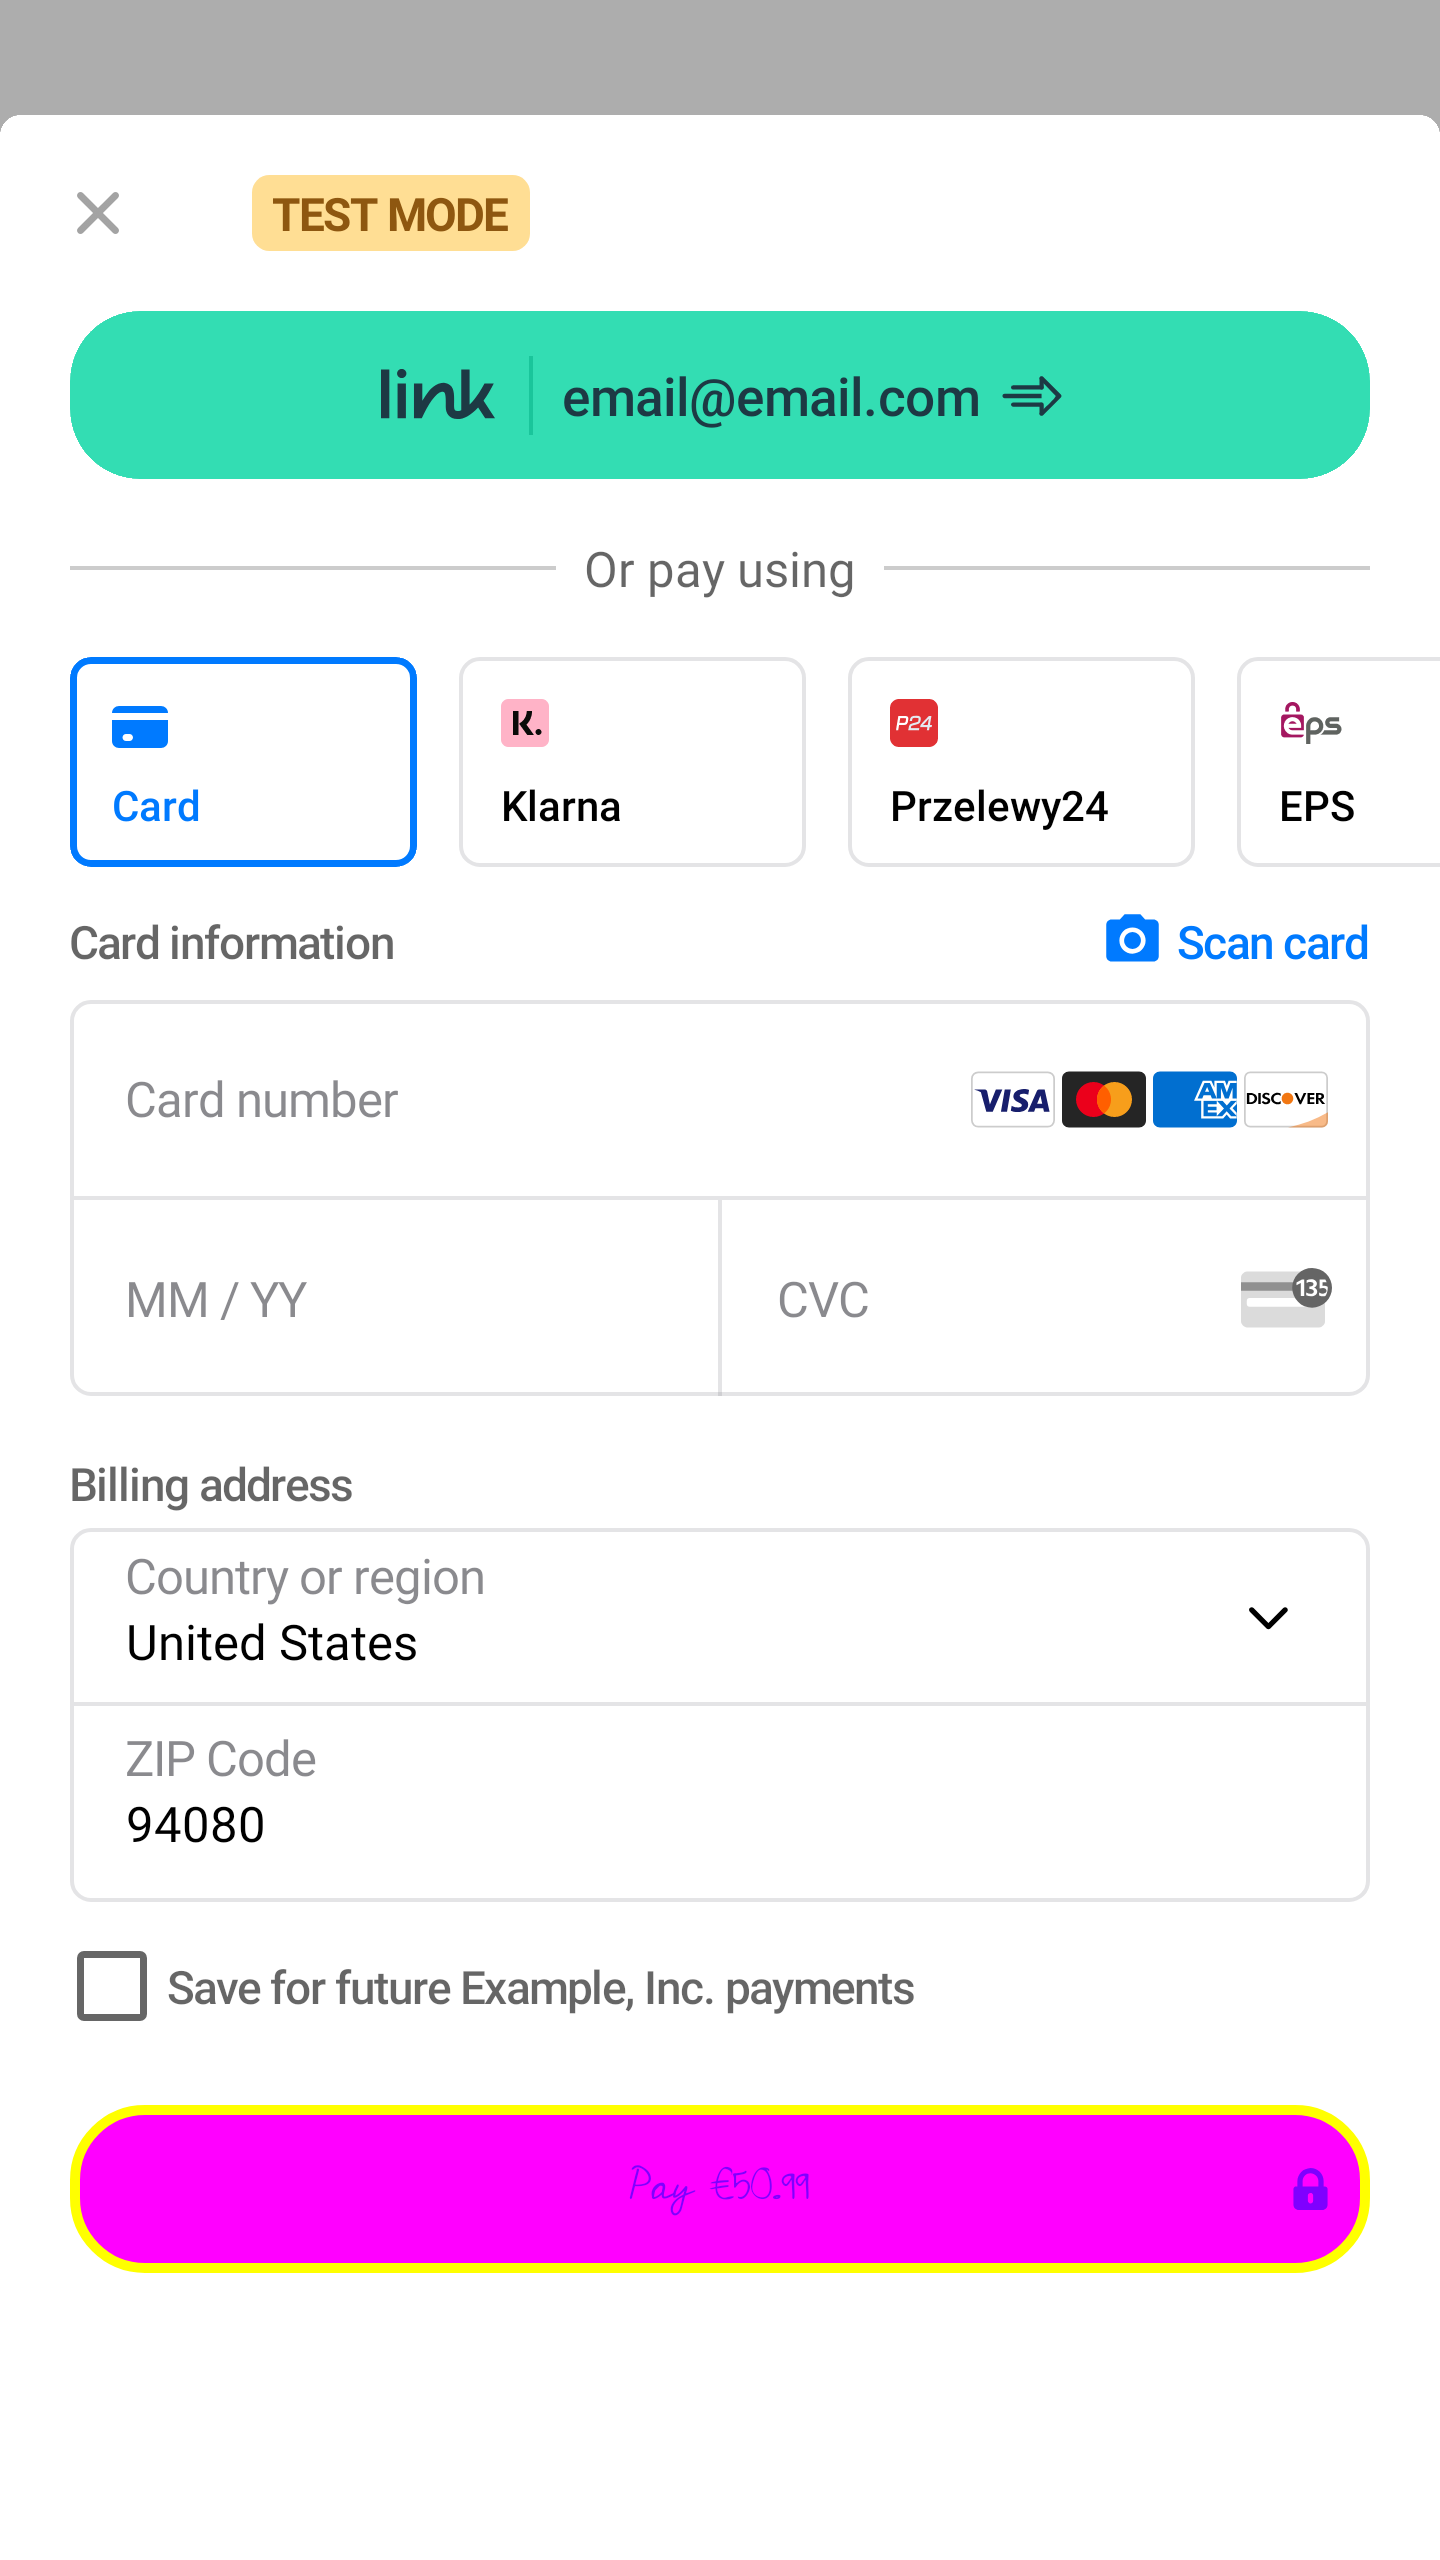 TEST MODE
link email@email.com
Or pay using
K. P24 eps
Card Klarna Przelewy24 EPS
Card information Scan card
Card number VISA AMEX DISCOVER
MM / YY CVC 135
Billing address
Country or region
United States
ZIP Code
94080
Save for future Example, Inc. payments
Pay €50.99